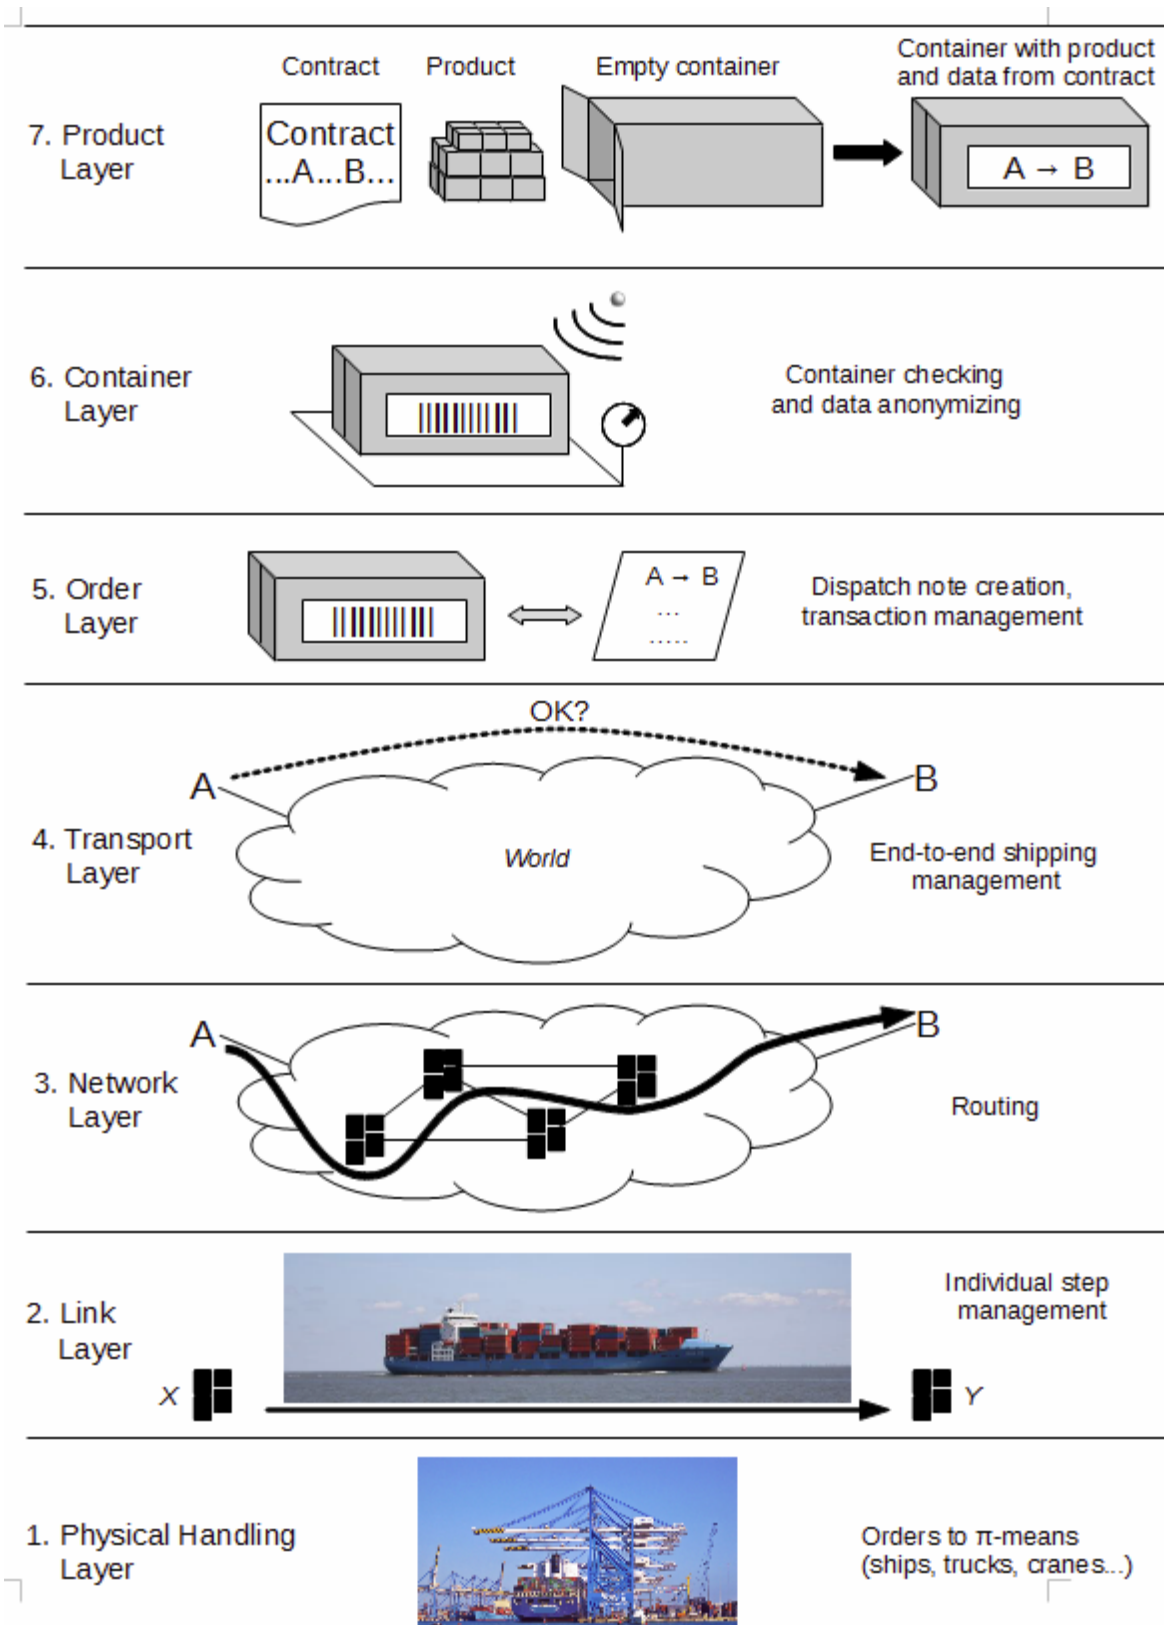 Contract
Product
Empty container
Container with product
and data from contract
7. Product
Layer
Contract
...A...B...
A → B
6. Container
Layer
Container checking
and data anonymizing
5. Order
Layer
A → B
...
.....
Dispatch note creation,
transaction management
OK?
A
B
4. Transport
Layer
World
End-to-end shipping
management
A
B
3. Network
Layer
Routing
2. Link
Layer
Individual step
management
X
Y
1. Physical Handling
Layer
Orders to π-means
(ships, trucks, cranes...)